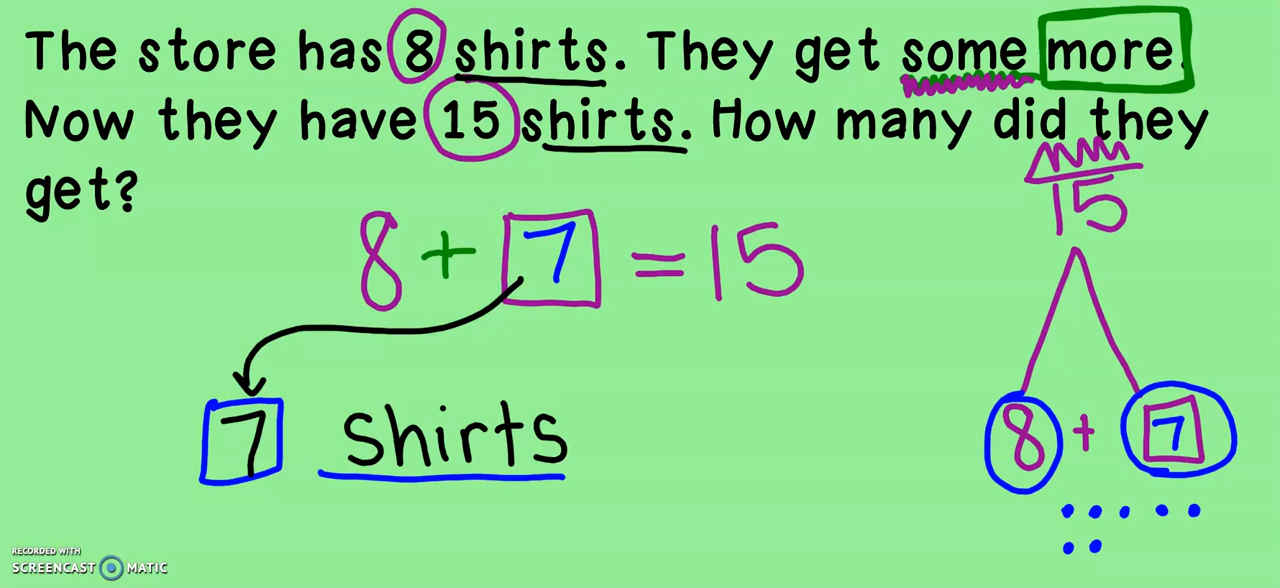 The store has 8 shirts. They get some more.
Now they have 15 shirts. How many did they
get?
15
8 + 7 = 15
7 shirts
8 + 7
RECORDED WITH
SCREENCAST MATIC